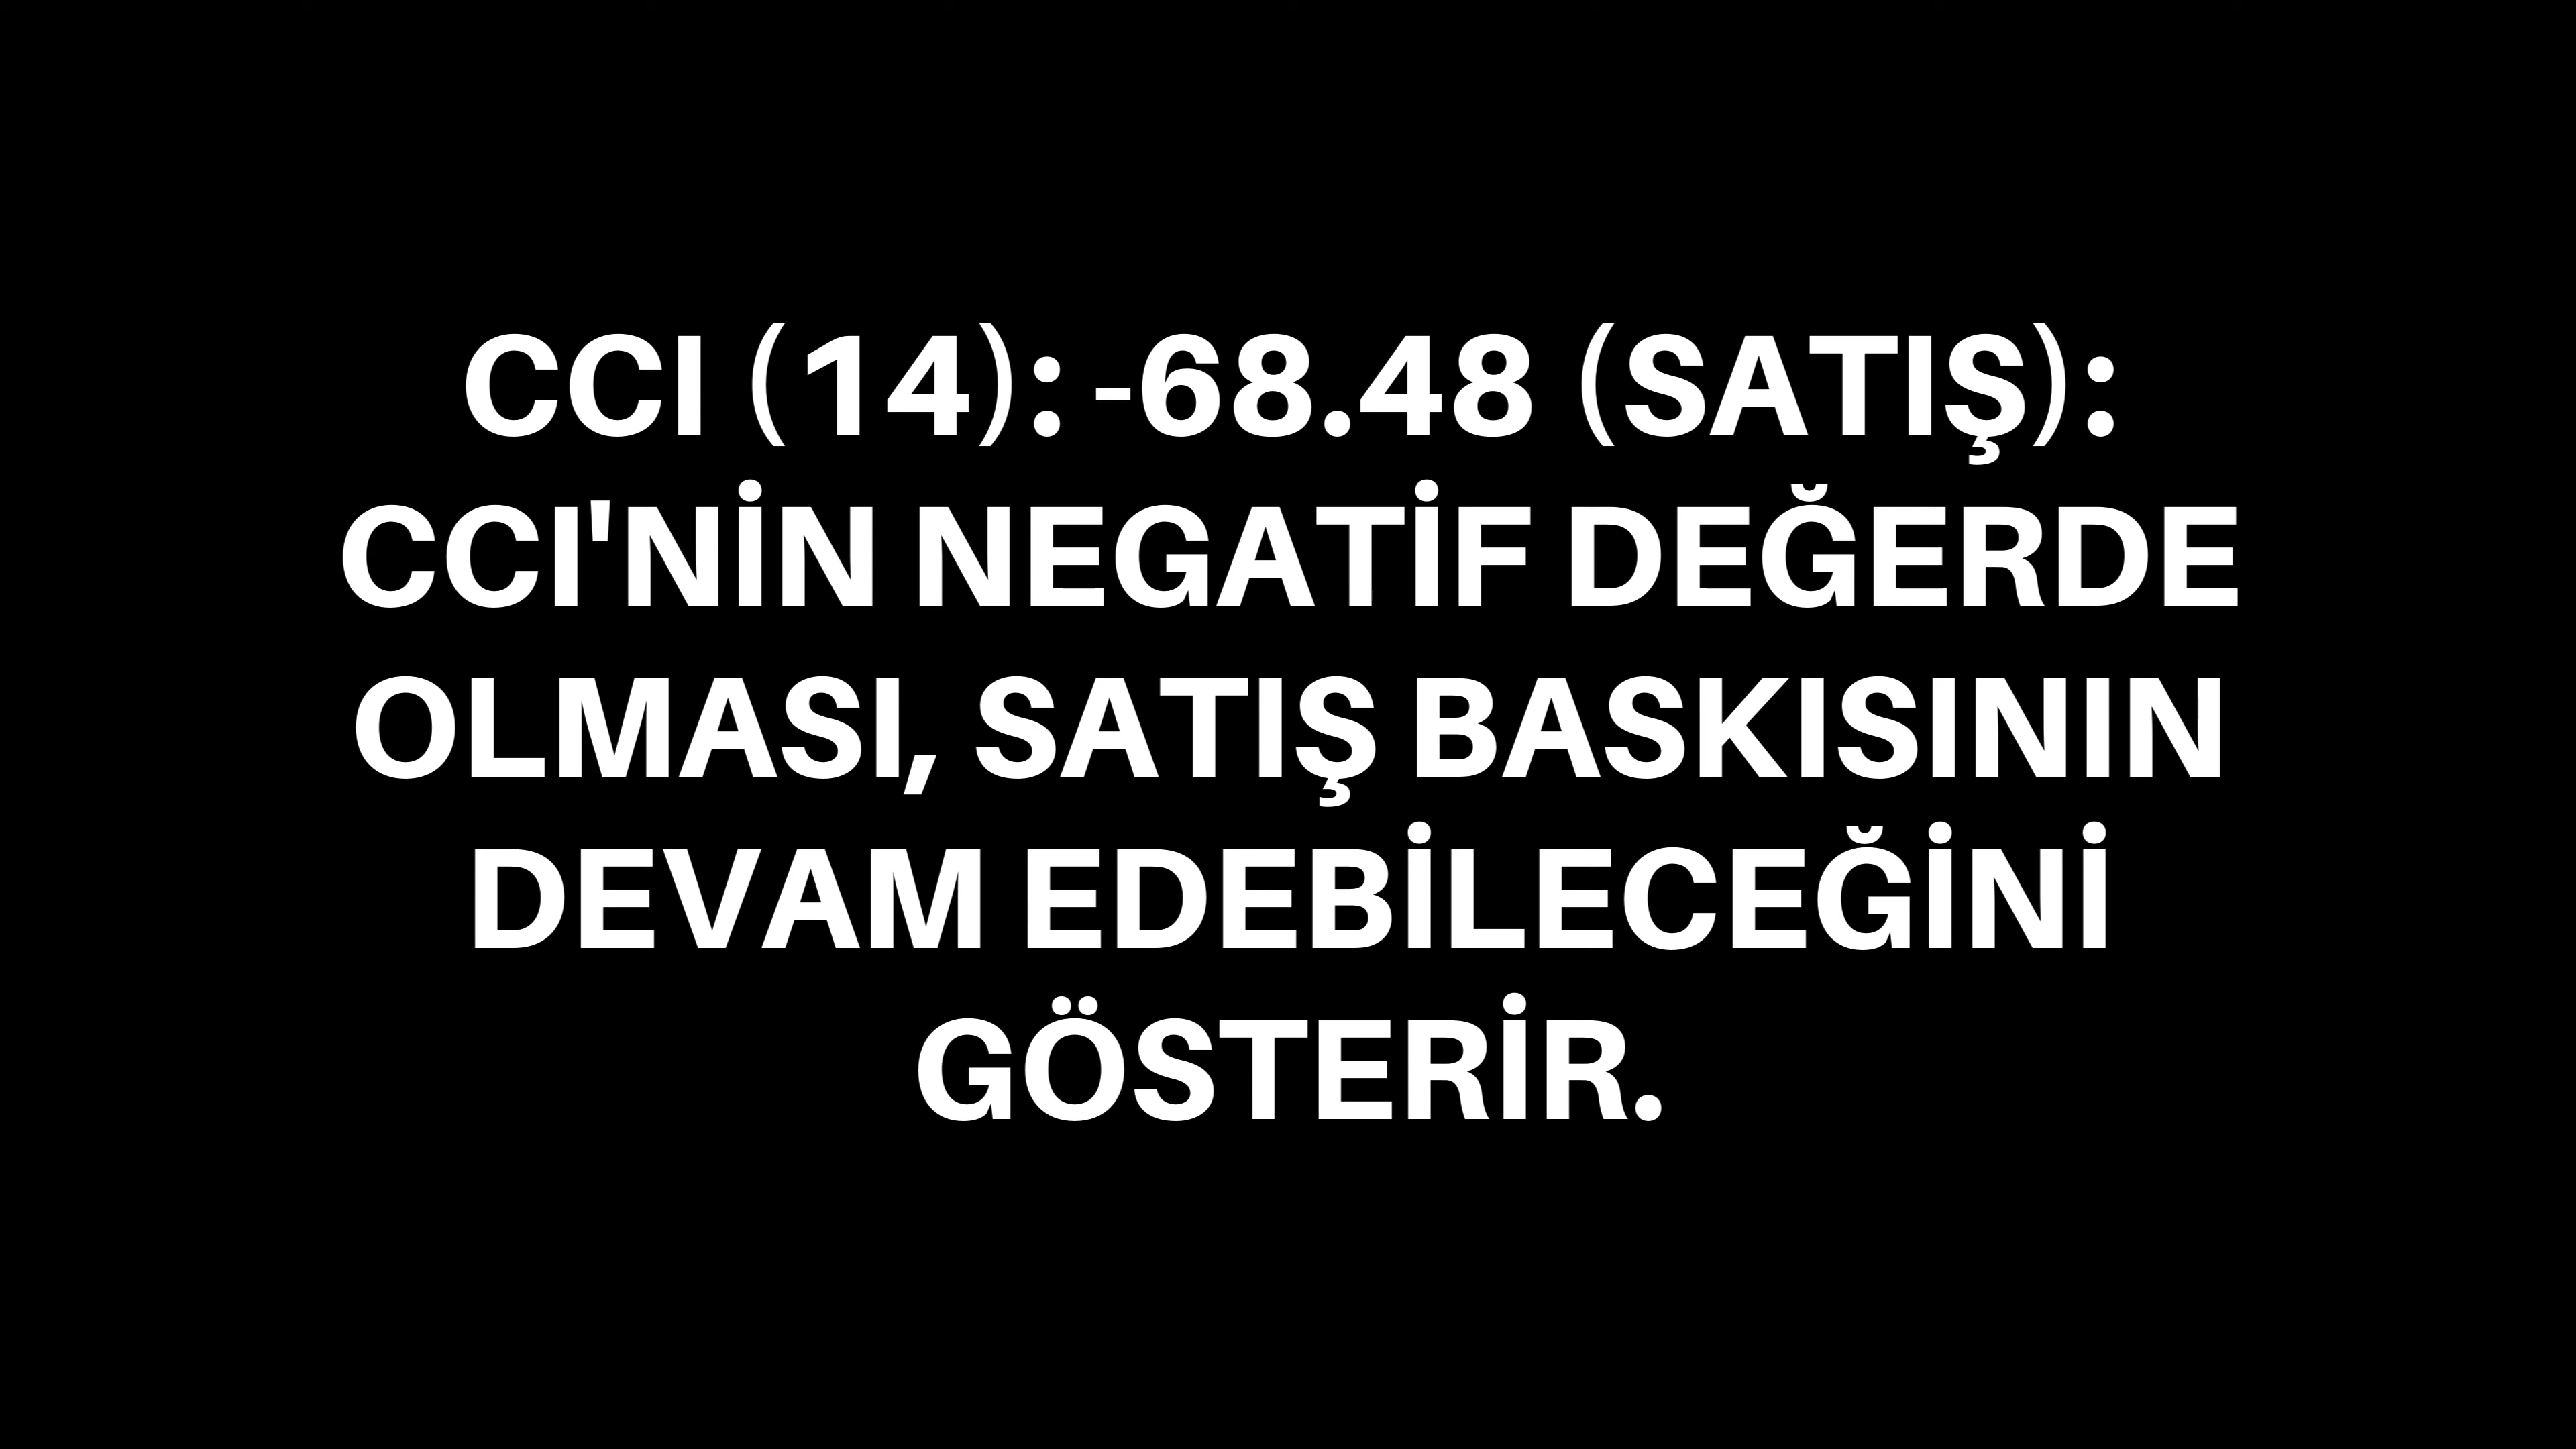 CCI (14): -68.48 (SATIŞ):
CCI'NİN NEGATİF DEĞERDE
OLMASI, SATIŞ BASKISININ
DEVAM EDEBİLECEĞİNİ
GÖSTERİR.